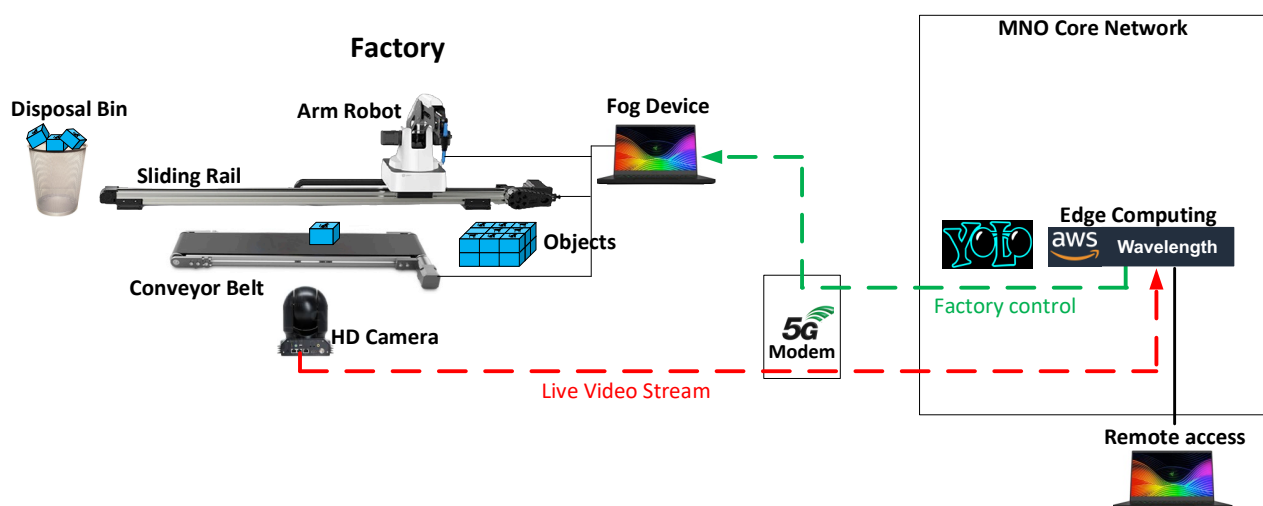 MNO Core Network
Factory
Disposal Bin
Arm Robot
Fog Device
Sliding Rail
Edge Computing
YOLO
aws
Wavelength
Objects
Conveyor Belt
Factory control
5G
Modem
HD Camera
Live Video Stream
Remote access